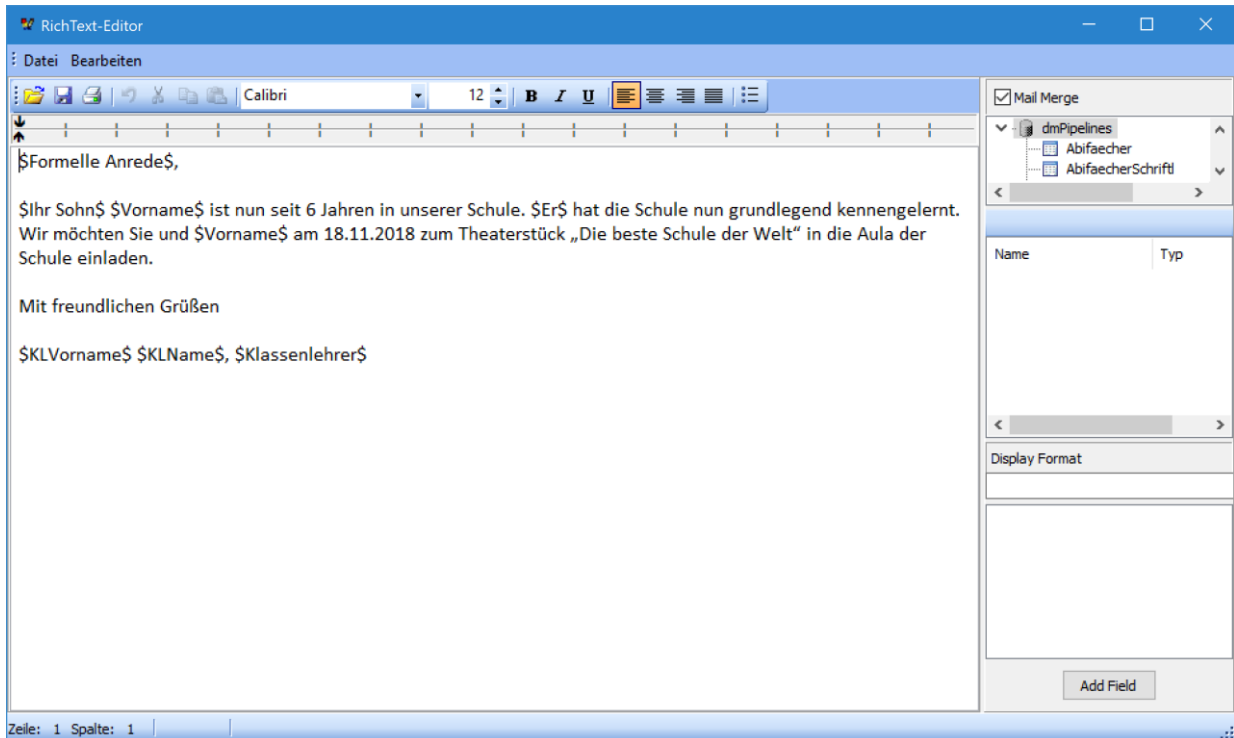 RichText-Editor
Datei Bearbeiten
Calibri 12 B I U
Mail Merge
dmPipelines
Abifaecher
AbifaecherSchriftl
$Formelle Anrede$,
$Ihr Sohn$ $Vorname$ ist nun seit 6 Jahren in unserer Schule. $Er$ hat die Schule nun grundlegend kennengelernt.
Wir möchten Sie und $Vorname$ am 18.11.2018 zum Theaterstück „Die beste Schule der Welt“ in die Aula der
Schule einladen.
Mit freundlichen Grüßen
$KLVorname$ $KLName$, $Klassenlehrer$
Name Typ
Display Format
Add Field
Zeile: 1 Spalte: 1